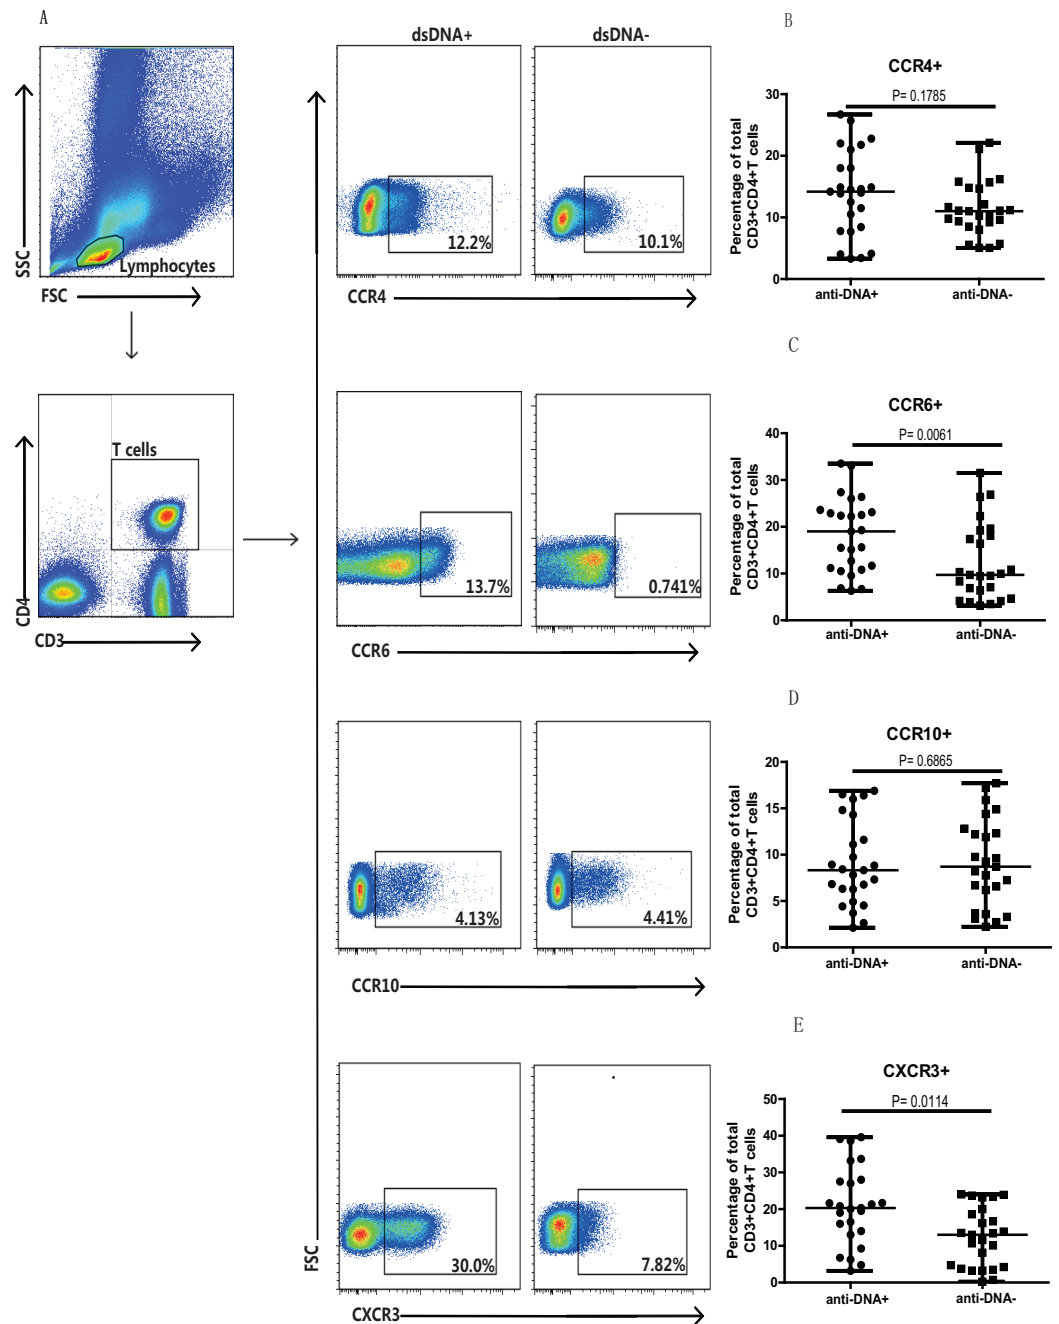 A
SSC
Lymphocytes
FSC
T cells
CD4
CD3
dsDNA+
dsDNA-
12.2%
10.1%
CCR4
13.7%
0.741%
CCR6
4.13%
4.41%
CCR10
30.0%
7.82%
FSC
CXCR3
B
CCR4+
P= 0.1785
Percentage of total
CD3+CD4+T cells
30
20
10
0
anti-DNA+
anti-DNA-
C
CCR6+
P= 0.0061
Percentage of total
CD3+CD4+T cells
40
30
20
10
0
anti-DNA+
anti-DNA-
D
CCR10+
P= 0.6865
Percentage of total
CD3+CD4+T cells
20
15
10
5
0
anti-DNA+
anti-DNA-
E
CXCR3+
P= 0.0114
Percentage of total
CD3+CD4+T cells
50
40
30
20
10
0
anti-DNA+
anti-DNA-